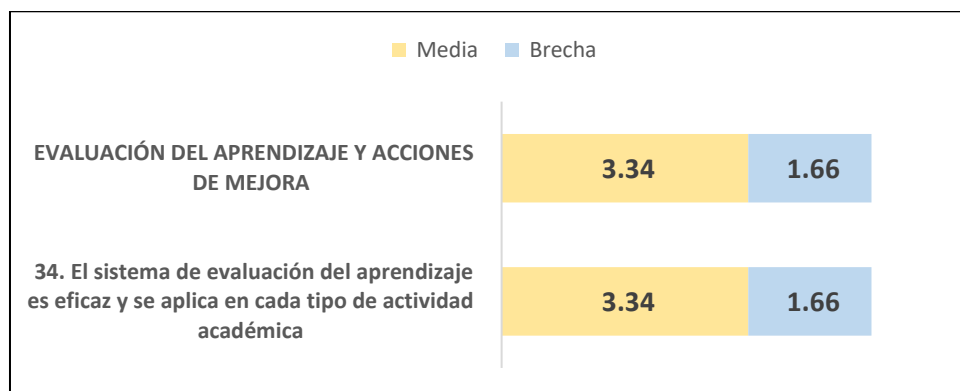 Media Brecha
EVALUACIÓN DEL APRENDIZAJE Y ACCIONES
DE MEJORA
3.34 1.66
34. El sistema de evaluación del aprendizaje
es eficaz y se aplica en cada tipo de actividad
académica
3.34 1.66